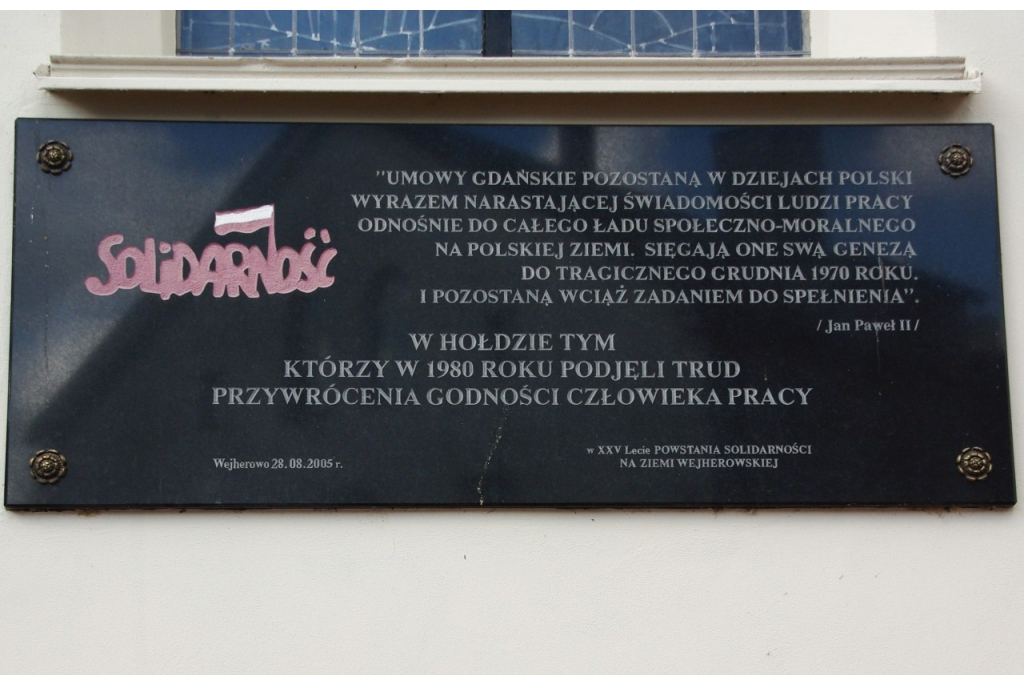 SOLIDARNOŚĆ
"UMOWY GDAŃSKIE POZOSTANĄ W DZIEJACH POLSKI
WYRAZEM NARASTAJĄCEJ ŚWIADOMOŚCI LUDZI PRACY
ODNOŚNIE DO CAŁEGO ŁADU SPOŁECZNO-MORALNEGO
NA POLSKIEJ ZIEMI. SIĘGAJĄ ONE SWĄ GENEZĄ
DO TRAGICZNEGO GRUDNIA 1970 ROKU.
I POZOSTANĄ WCIĄŻ ZADANIEM DO SPEŁNIENIA".
/ Jan Paweł II /
W HOŁDZIE TYM
KTÓRZY W 1980 ROKU PODJĘLI TRUD
PRZYWRÓCENIA GODNOŚCI CZŁOWIEKA PRACY
Wejherowo 28.08.2005 r.
w XXV Lecie POWSTANIA SOLIDARNOŚCI
NA ZIEMI WEJHEROWSKIEJ